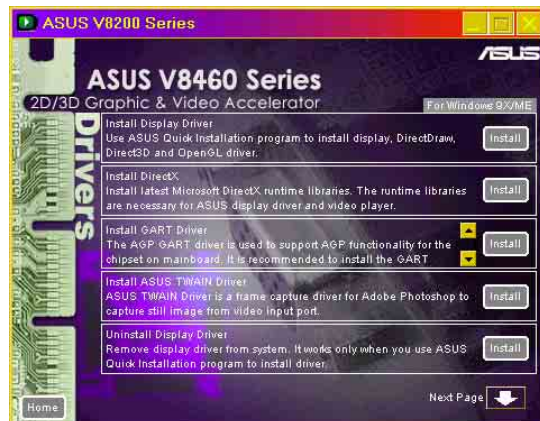 ASUS V8200 Series
ASUS
ASUS V8460 Series
2D/3D Graphic & Video Accelerator
For Windows 9X/ME
Drivers
Install Display Driver
Use ASUS Quick Installation program to install display, DirectDraw,
Direct3D and OpenGL driver.
Install
Install DirectX
Install latest Microsoft DirectX runtime libraries. The runtime libraries
are necessary for ASUS display driver and video player.
Install
Install GART Driver
The AGP GART driver is used to support AGP functionality for the
chipset on mainboard. It is recommended to install the GART
Install
Install ASUS TWAIN Driver
ASUS TWAIN Driver is a frame capture driver for Adobe Photoshop to
capture still image from video input port.
Install
Uninstall Display Driver
Remove display driver from system. It works only when you use ASUS
Quick Installation program to install driver.
Install
Next Page
Home